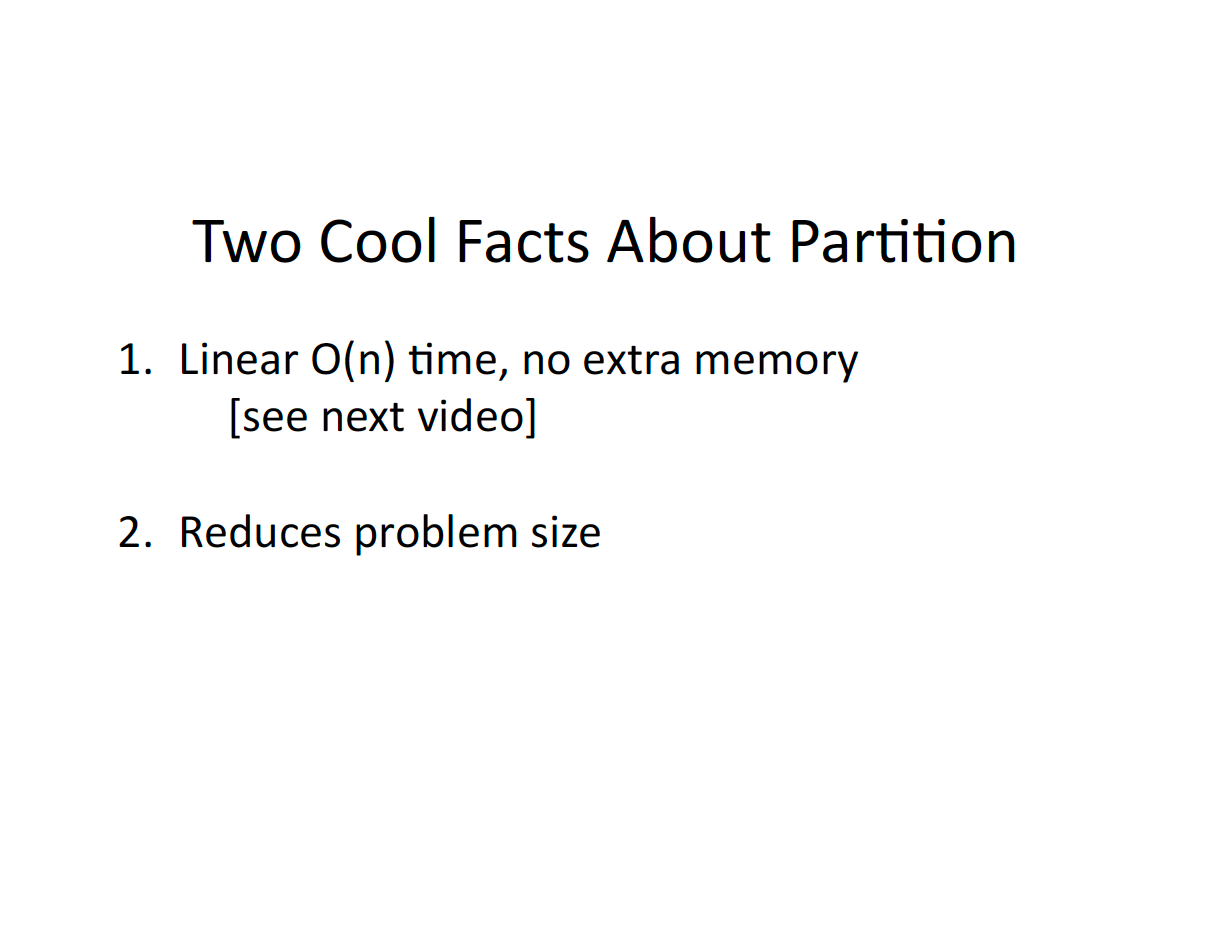 Two Cool Facts About Partition
1. Linear O(n) time, no extra memory
[see next video]
2. Reduces problem size